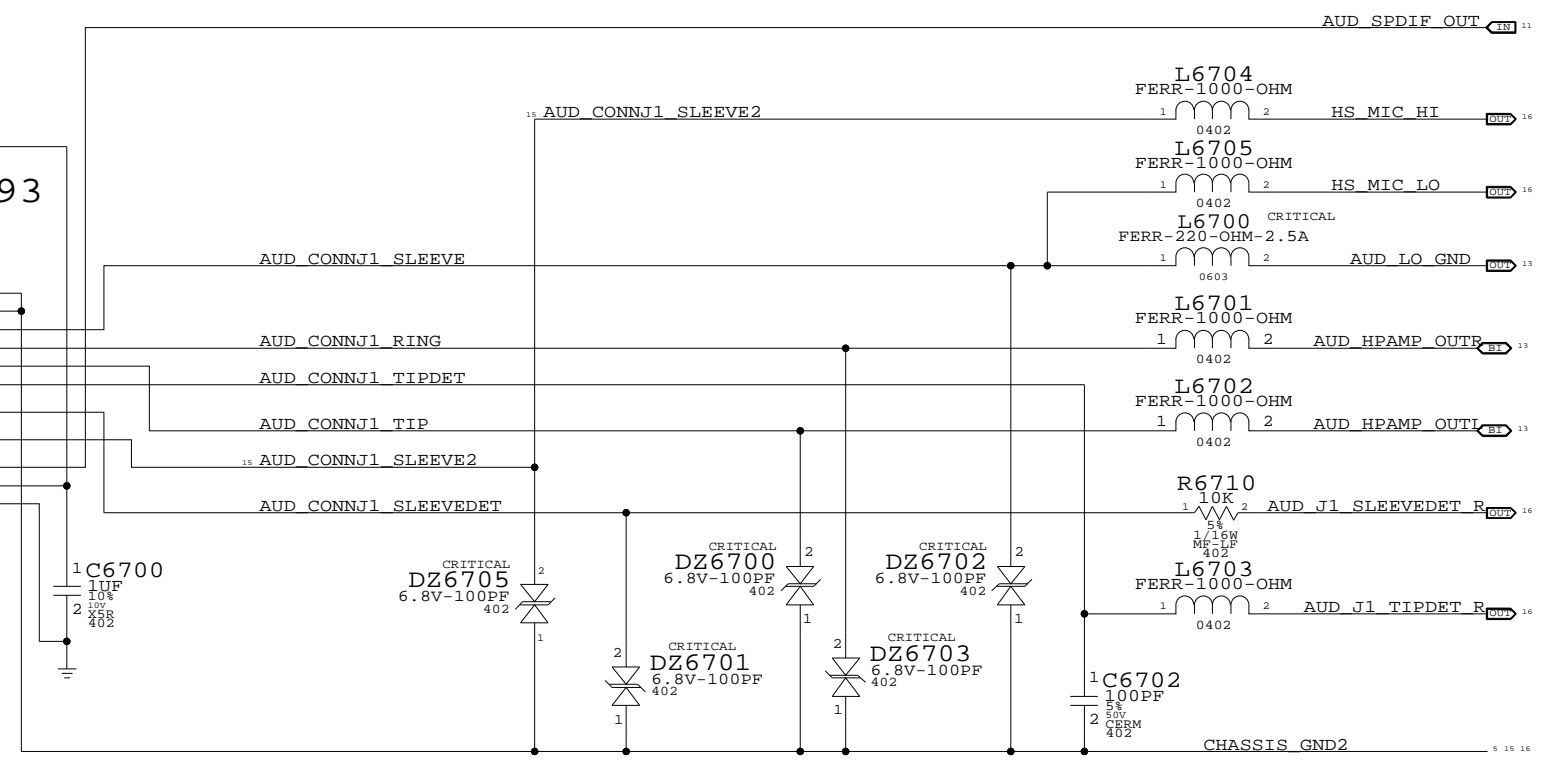 AUD_SPDIF_OUT IN 11
L6704
FERR-1000-OHM
15 AUD_CONNJ1_SLEEVE2 1 2 HS_MIC_HI OUT 16
0402
L6705
FERR-1000-OHM
93
1 2 HS_MIC_LO OUT 16
0402
L6700 CRITICAL
FERR-220-OHM-2.5A
AUD_CONNJ1_SLEEVE 1 2 AUD_LO_GND OUT 13
0603
L6701
FERR-1000-OHM
AUD_CONNJ1_RING 1 2 AUD_HPAMP_OUTR BI 13
0402
AUD_CONNJ1_TIPDET
L6702
FERR-1000-OHM
AUD_CONNJ1_TIP 1 2 AUD_HPAMP_OUTL BI 13
0402
15 AUD_CONNJ1_SLEEVE2
R6710
10K
AUD_CONNJ1_SLEEVEDET 1 2 AUD_J1_SLEEVEDET_R OUT 16
5%
1/16W
MF-LF
402
1 C6700
1UF
10%
10V
X5R
402
2
CRITICAL
DZ6705
6.8V-100PF
402
2
1
CRITICAL
DZ6700
6.8V-100PF
402
2
1
CRITICAL
DZ6702
6.8V-100PF
402
2
1
L6703
FERR-1000-OHM
1 2 AUD_J1_TIPDET_R OUT 16
0402
CRITICAL
2 DZ6701
6.8V-100PF
402
1
CRITICAL
2 DZ6703
6.8V-100PF
402
1
1 C6702
100PF
5%
50V
CERM
402
2
CHASSIS_GND2 5 15 16